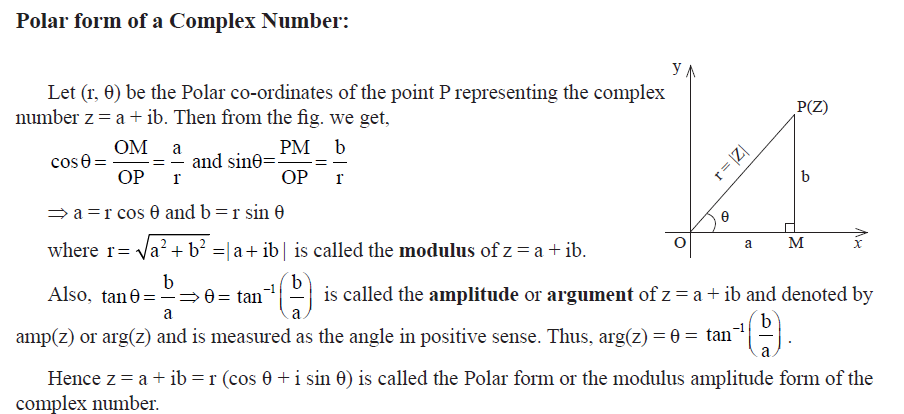 Polar form of a Complex Number:
Let (r, θ) be the Polar co-ordinates of the point P representing the complex
number z = a + ib. Then from the fig. we get,
cos θ = OM/OP = a/r and sinθ= PM/OP = b/r
⇒ a = r cos θ and b = r sin θ
where r = √(a² + b²) = |a + ib| is called the modulus of z = a + ib.
Also, tan θ = b/a ⇒ θ = tan⁻¹(b/a) is called the amplitude or argument of z = a + ib and denoted by
amp(z) or arg(z) and is measured as the angle in positive sense. Thus, arg(z) = θ = tan⁻¹(b/a).
Hence z = a + ib = r (cos θ + i sin θ) is called the Polar form or the modulus amplitude form of the
complex number.
y
P(Z)
r = |Z|
b
θ
O
a
M
x